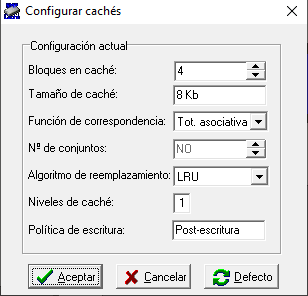 Configurar cachés
Configuración actual
Bloques en caché: 4
Tamaño de caché: 8 Kb
Función de correspondencia: Tot. asociativa
Nº de conjuntos: NO
Algoritmo de reemplazamiento: LRU
Niveles de caché: 1
Política de escritura: Post-escritura
Aceptar Cancelar Defecto